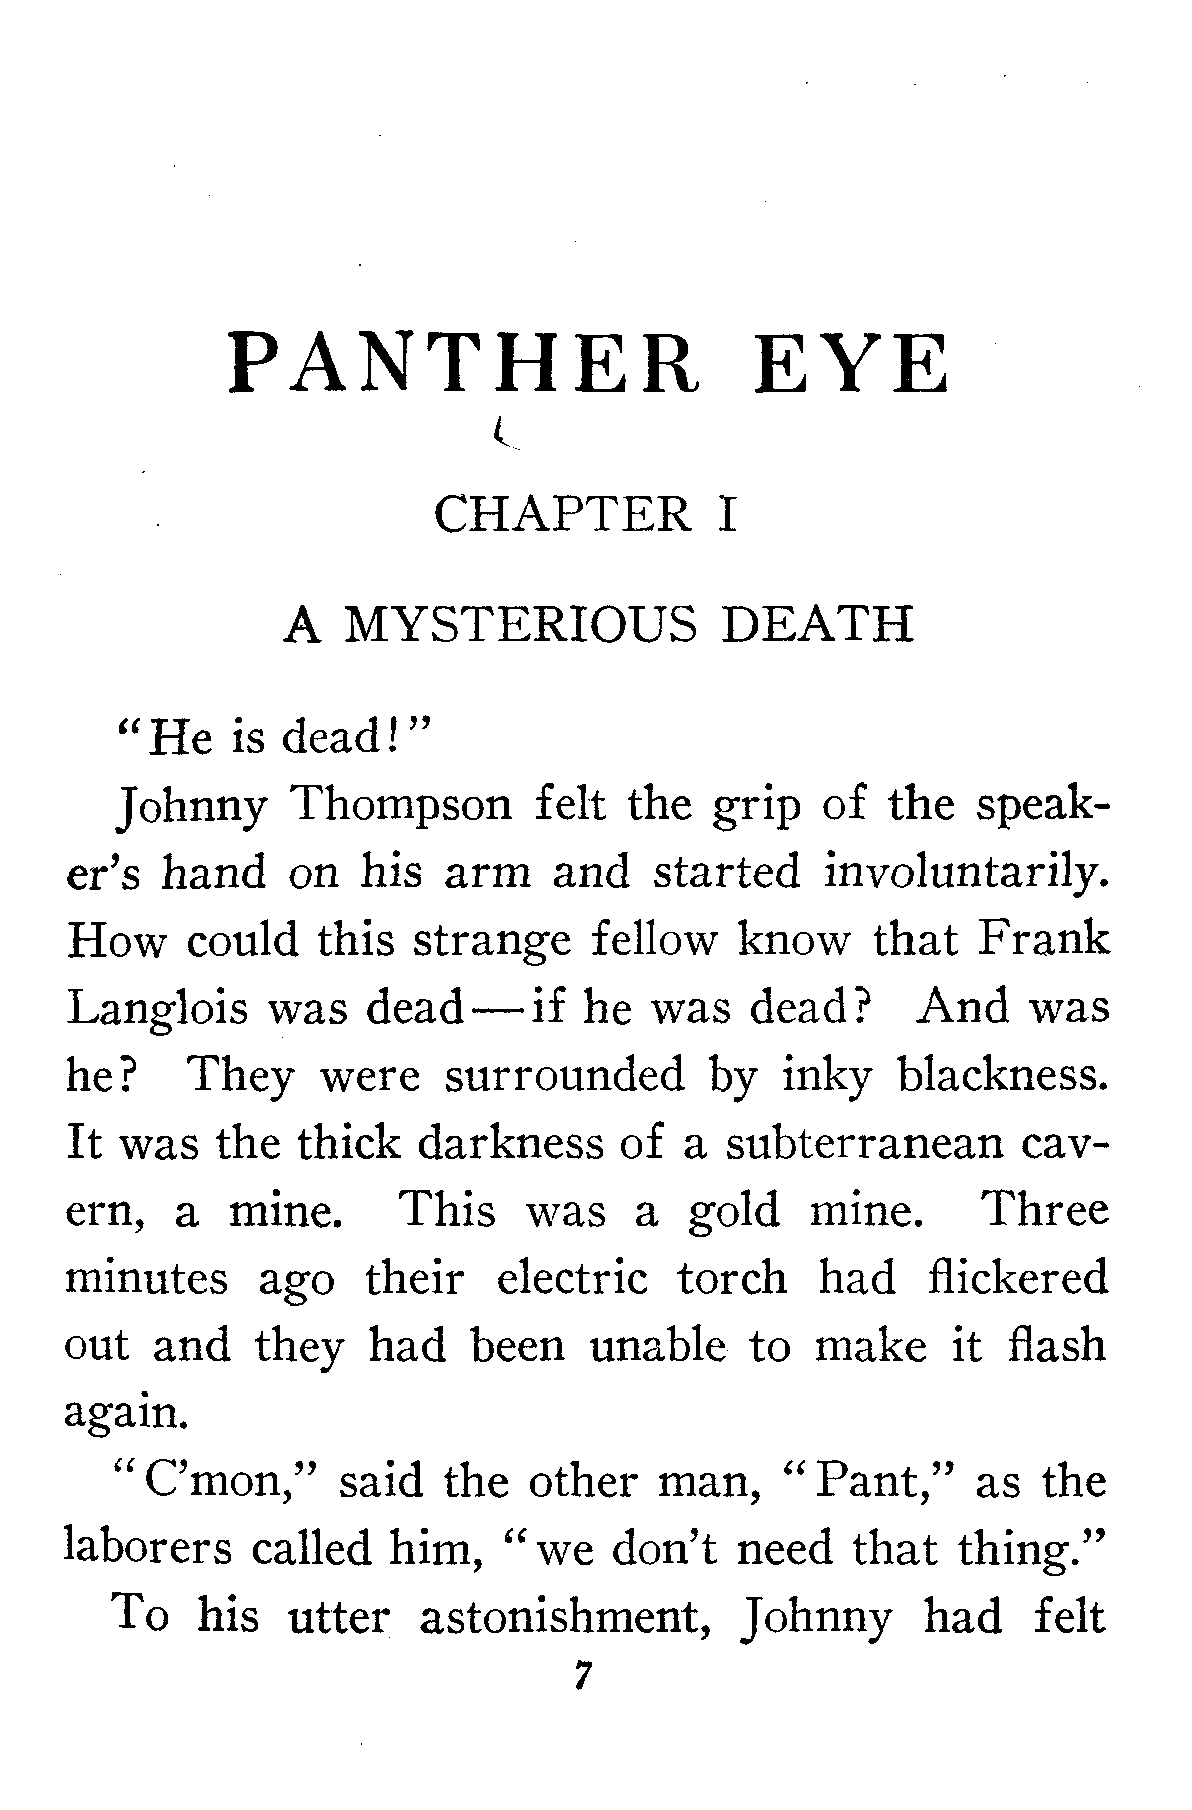 PANTHER EYE
CHAPTER I
A MYSTERIOUS DEATH
"He is dead!"
Johnny Thompson felt the grip of the speak-
er's hand on his arm and started involuntarily.
How could this strange fellow know that Frank
Langlois was dead—if he was dead? And was
he? They were surrounded by inky blackness.
It was the thick darkness of a subterranean cav-
ern, a mine. This was a gold mine. Three
minutes ago their electric torch had flickered
out and they had been unable to make it flash
again.
"C'mon," said the other man, "Pant," as the
laborers called him, "we don't need that thing."
To his utter astonishment, Johnny had felt
7